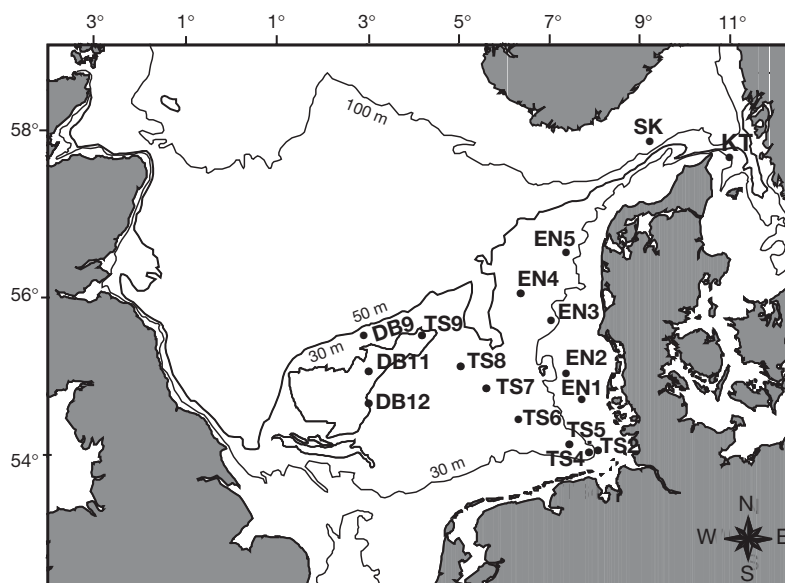 3° 1° 1° 3° 5° 7° 9° 11°
100 m
58°
SK
KT
EN5
EN4
56°
50 m
EN3
DB9 TS9
30 m
DB11 TS8 EN2
TS7 EN1
DB12
TS6
TS5
TS2
54°
TS4
30 m
N
W E
S